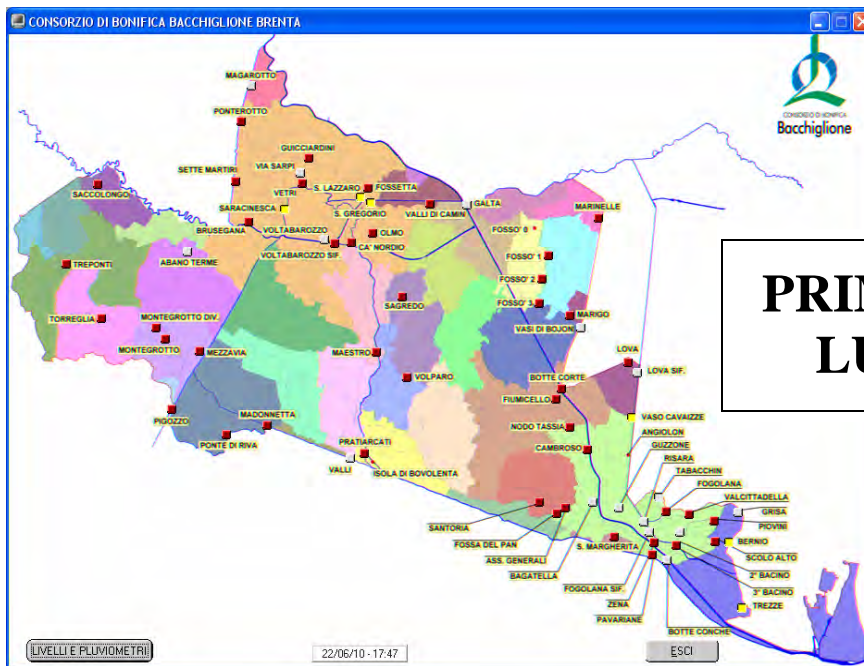 CONSORZIO DI BONIFICA BACCHIGLIONE BRENTA
CONSORZIO DI BONIFICA
Bacchiglione
MAGAROTTO
PONTEROTTO
GUICCIARDINI
VIA SARPI
SETTE MARTIRI
S. LAZZARO
FOSSETTA
VETRI
SACCOLONGO
SARACINESCA
S. GREGORIO
VALLI DI CAMIN
GALTA
MARINELLE
BRUSEGANA
VOLTABAROZZO
OLMO
FOSSO' 0
VOLTABAROZZO SIF.
CA' NORDIO
ABANO TERME
FOSSO' 1
TREPONTI
FOSSO' 2
SAGREDO
FOSSO' 3
TORREGLIA
MONTEGROTTO DIV.
MARIGO
VASI DI BOJON
MONTEGROTTO
MEZZAVIA
MAESTRO
LOVA
LOVA SIF.
VOLPARO
BOTTE CORTE
FIUMICELLO
PIGOZZO
MADONNETTA
VASO CAVAIZZE
NODO TASSIA
ANGIOLON
PONTE DI RIVA
PRATIARCATI
GUZZONE
CAMBROSO
RISARA
VALLI
ISOLA DI BOVOLENTA
TABACCHIN
FOGOLANA
VALCITTADELLA
GRISA
SANTORIA
PIOVINI
FOSSA DEL PAN
BERNIO
ASS. GENERALI
S. MARGHERITA
SCOLO ALTO
BAGATELLA
2° BACINO
FOGOLANA SIF.
3° BACINO
ZENA
TREZZE
PAVARIANE
BOTTE CONCHE
LIVELLI E PLUVIOMETRI
22/06/10 - 17:47
ESCI